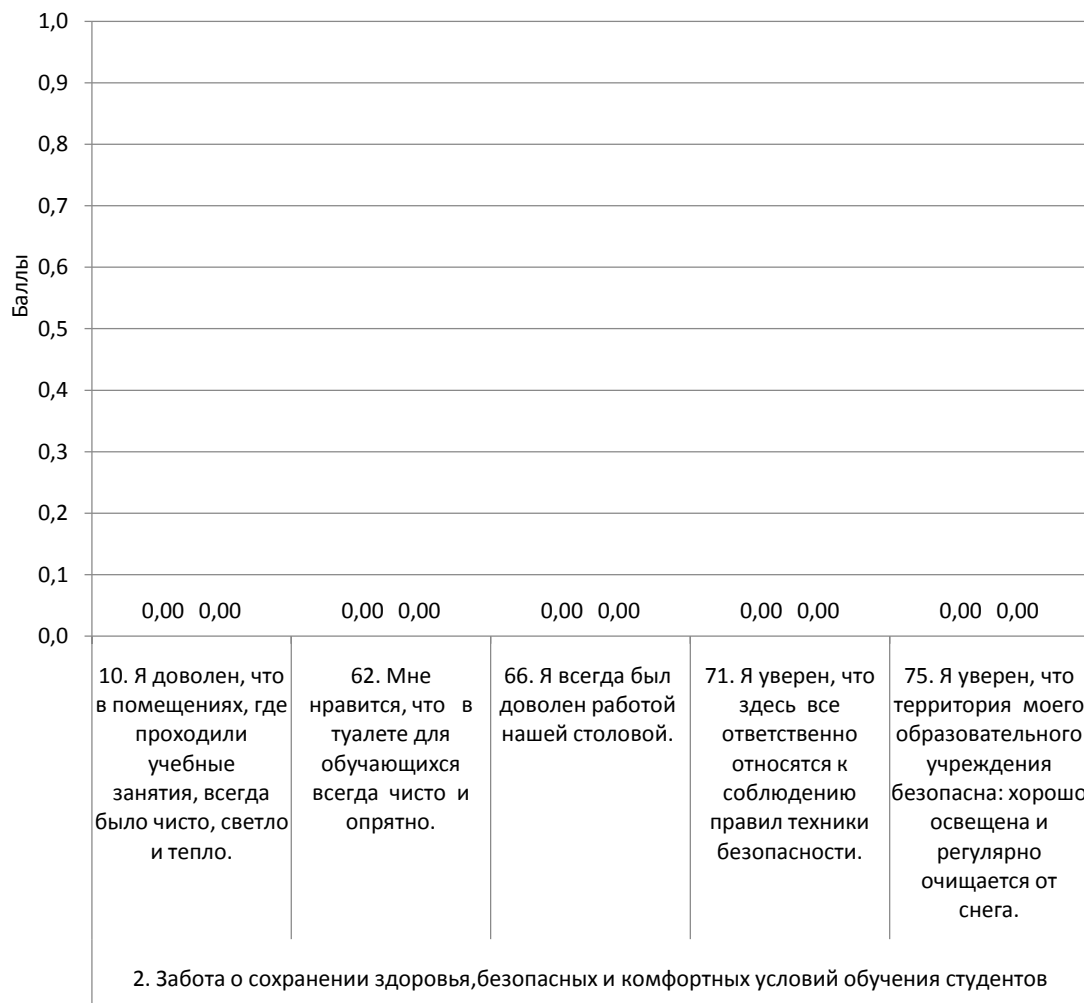 1,0
0,9
0,8
0,7
0,6
0,5
0,4
0,3
0,2
0,1
0,0
Баллы
0,00 0,00
0,00 0,00
0,00 0,00
0,00 0,00
0,00 0,00
10. Я доволен, что
в помещениях, где
проходили
учебные
занятия, всегда
было чисто, светло
и тепло.
62. Мне
нравится, что в
туалете для
обучающихся
всегда чисто и
опрятно.
66. Я всегда был
доволен работой
нашей столовой.
71. Я уверен, что
здесь все
ответственно
относятся к
соблюдению
правил техники
безопасности.
75. Я уверен, что
территория моего
образовательного
учреждения
безопасна: хорошо
освещена и
регулярно
очищается от
снега.
2. Забота о сохранении здоровья,безопасных и комфортных условий обучения студентов